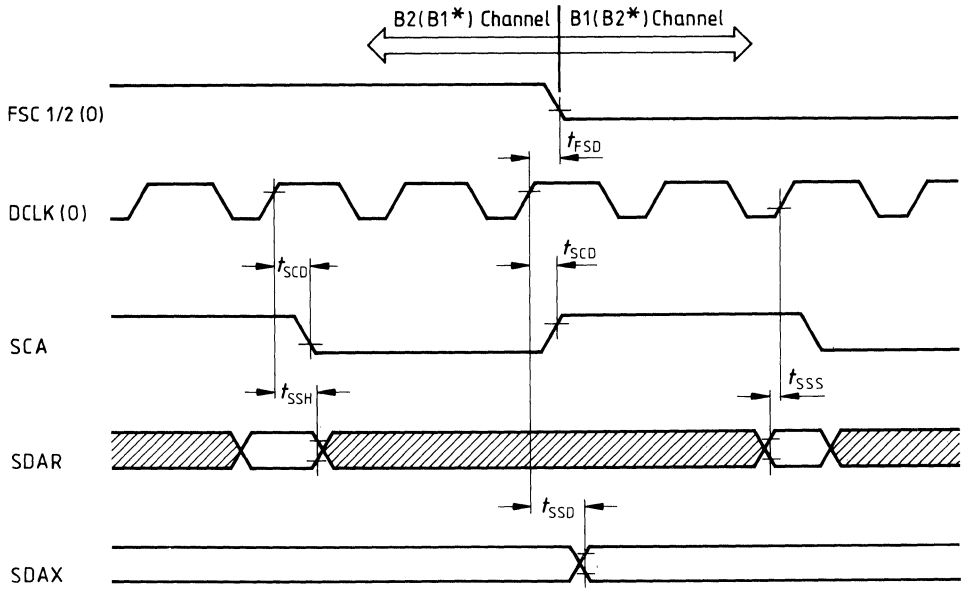 B2(B1*) Channel B1(B2*) Channel
FSC 1/2 (O)
tFSD
DCLK (O)
tSCD tSCD
SCA
tSSH tSSS
SDAR
tSSD
SDAX